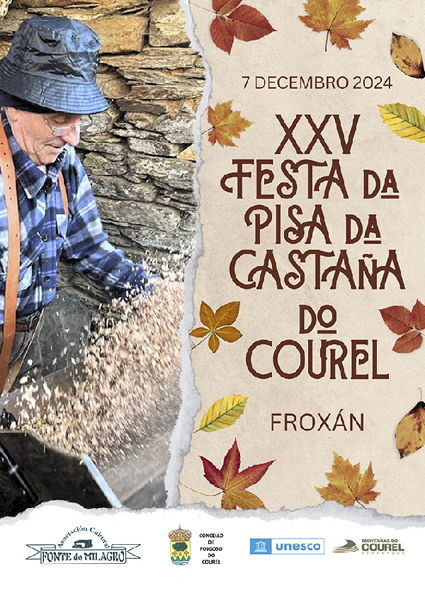 7 DECEMBRO 2024
XXV
FESTA DA
PISA DA
CASTAÑA
DO
COUREL
FROXÁN
Asociación Cultural
FONTE do MILAGRO
CONCELLO
DE FOLGOSO
DO COUREL
unesco
MONTAÑAS DO
COUREL